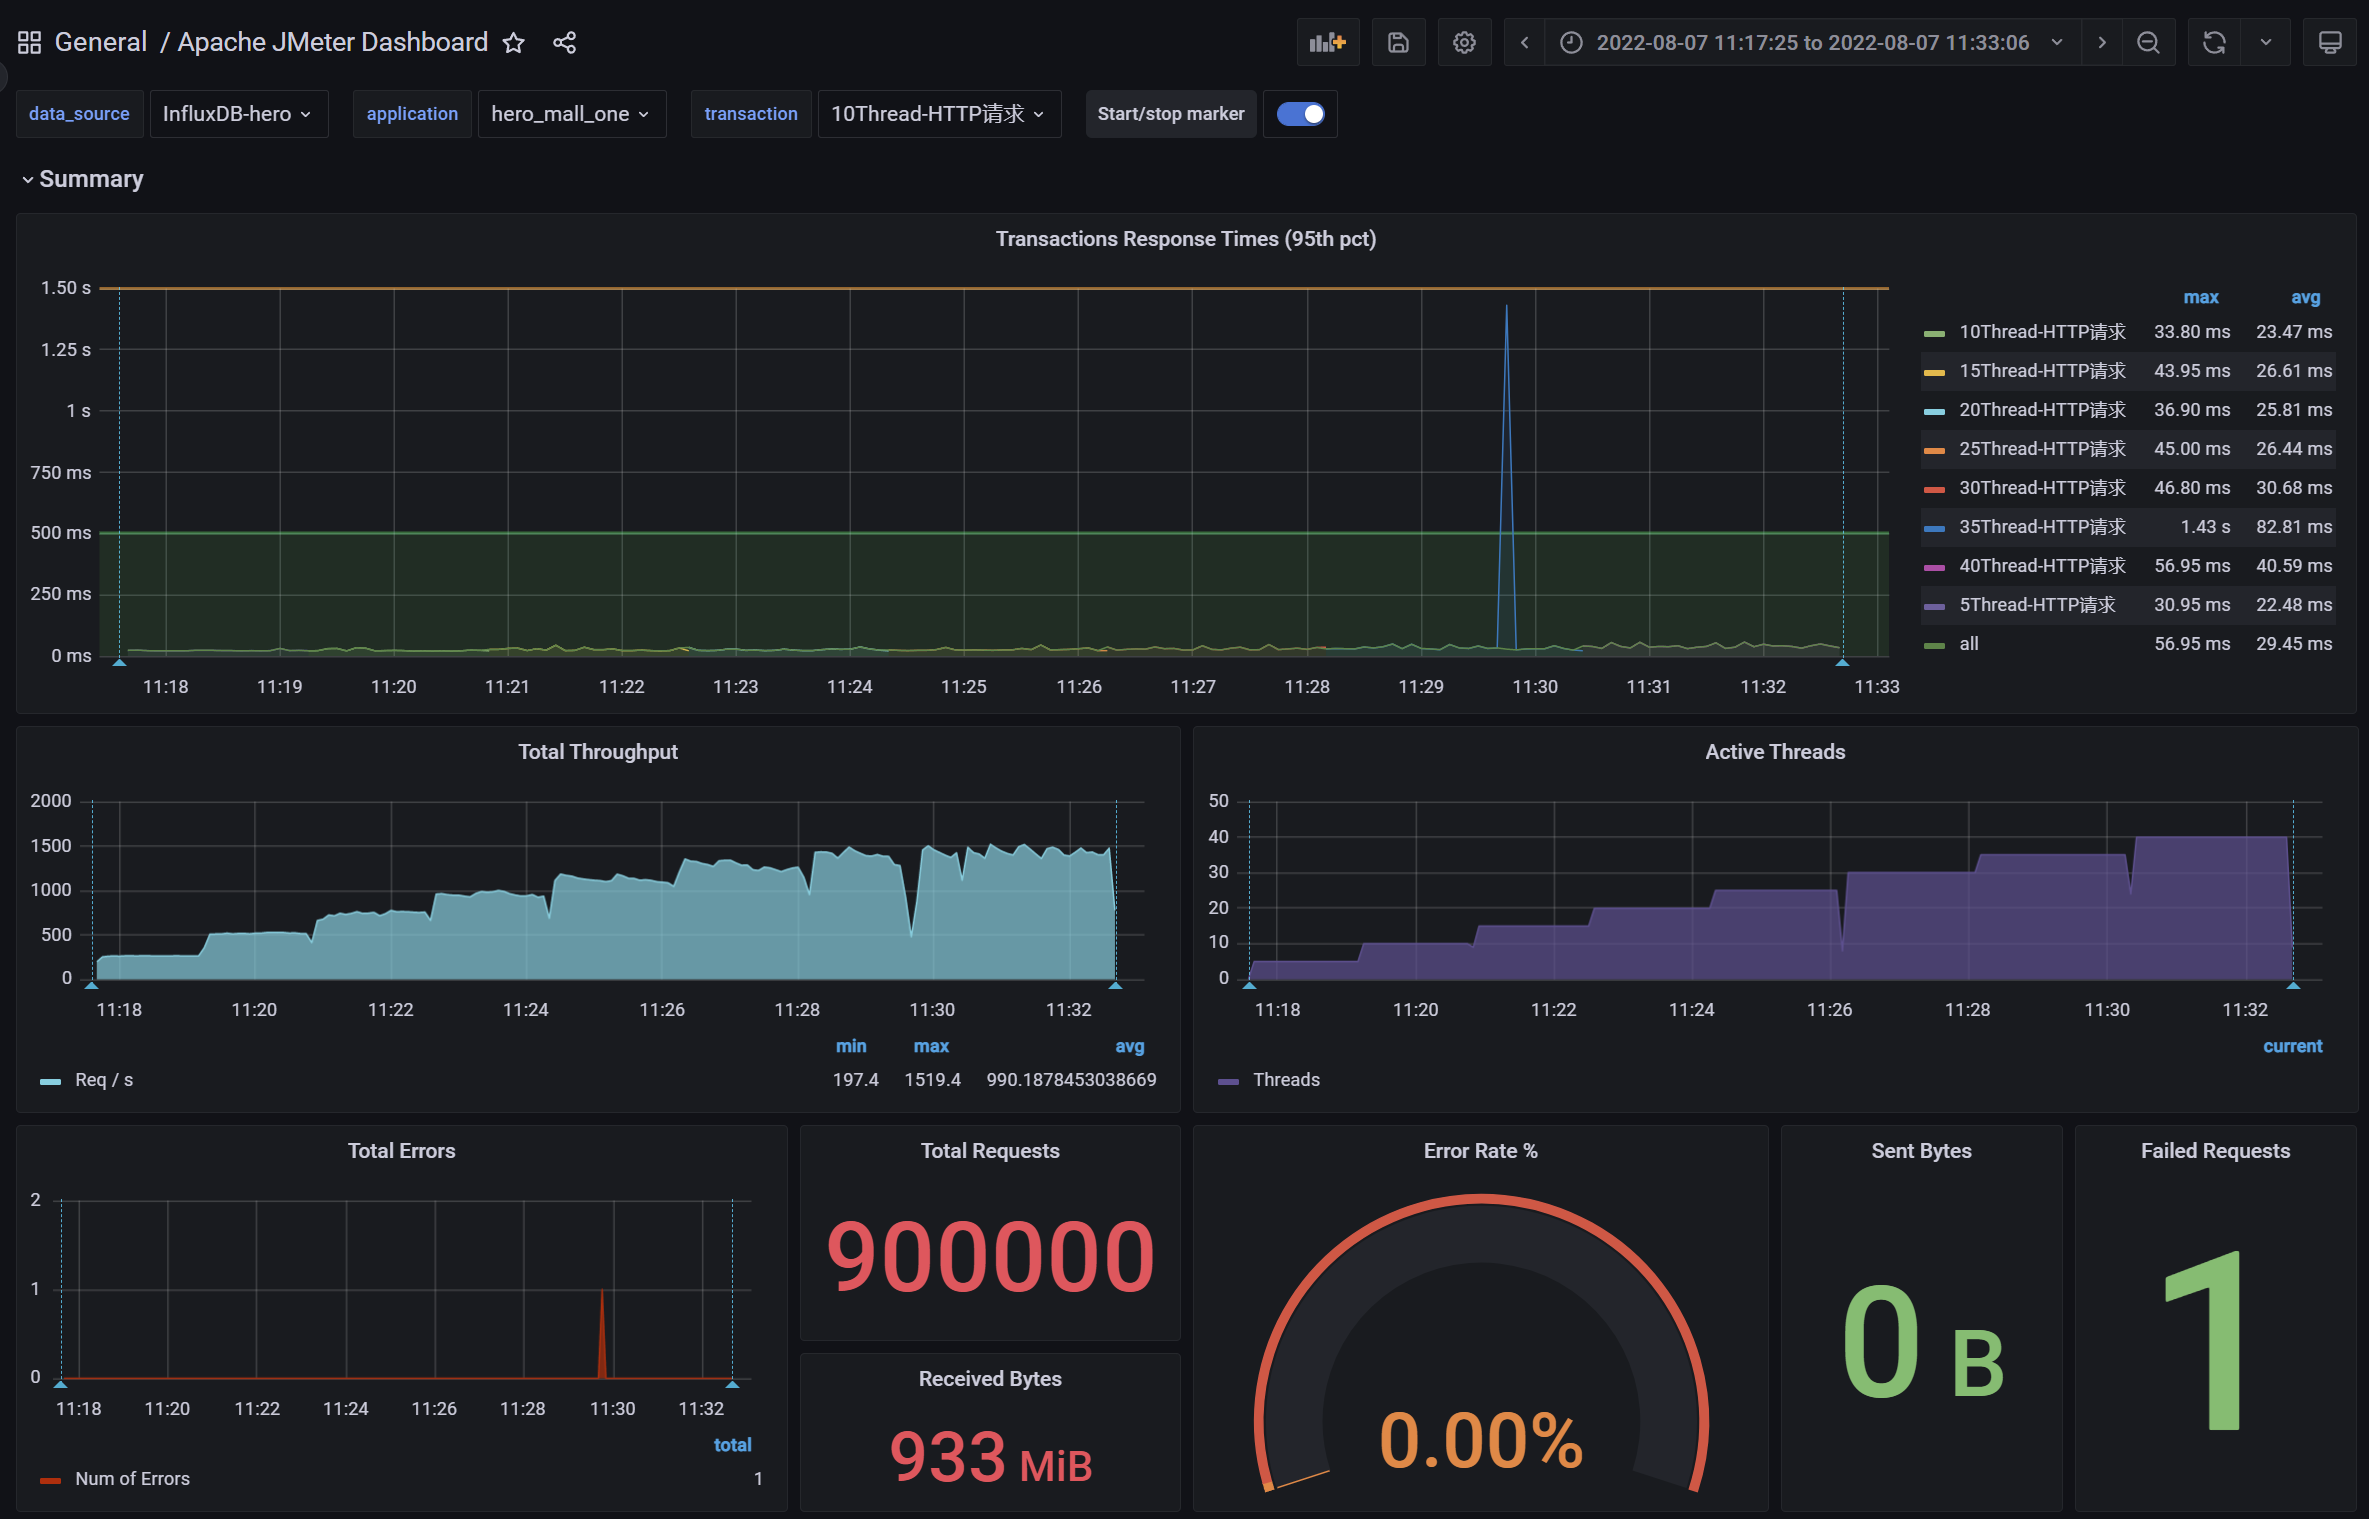 General / Apache JMeter Dashboard
2022-08-07 11:17:25 to 2022-08-07 11:33:06
data_source InfluxDB-hero application hero_mall_one transaction 10Thread-HTTP请求 Start/stop marker
Summary
Transactions Response Times (95th pct)
1.50 s
1.25 s
1 s
750 ms
500 ms
250 ms
0 ms
11:18 11:19 11:20 11:21 11:22 11:23 11:24 11:25 11:26 11:27 11:28 11:29 11:30 11:31 11:32 11:33
max avg
10Thread-HTTP请求 33.80 ms 23.47 ms
15Thread-HTTP请求 43.95 ms 26.61 ms
20Thread-HTTP请求 36.90 ms 25.81 ms
25Thread-HTTP请求 45.00 ms 26.44 ms
30Thread-HTTP请求 46.80 ms 30.68 ms
35Thread-HTTP请求 1.43 s 82.81 ms
40Thread-HTTP请求 56.95 ms 40.59 ms
5Thread-HTTP请求 30.95 ms 22.48 ms
all 56.95 ms 29.45 ms
Total Throughput
2000
1500
1000
500
0
11:18 11:20 11:22 11:24 11:26 11:28 11:30 11:32
min max avg
Req / s 197.4 1519.4 990.1878453038669
Active Threads
50
40
30
20
10
0
11:18 11:20 11:22 11:24 11:26 11:28 11:30 11:32
current
Threads
Total Errors
2
1
0
11:18 11:20 11:22 11:24 11:26 11:28 11:30 11:32
total
Num of Errors 1
Total Requests
900000
Received Bytes
933 MiB
Error Rate %
0.00%
Sent Bytes
0 B
Failed Requests
1